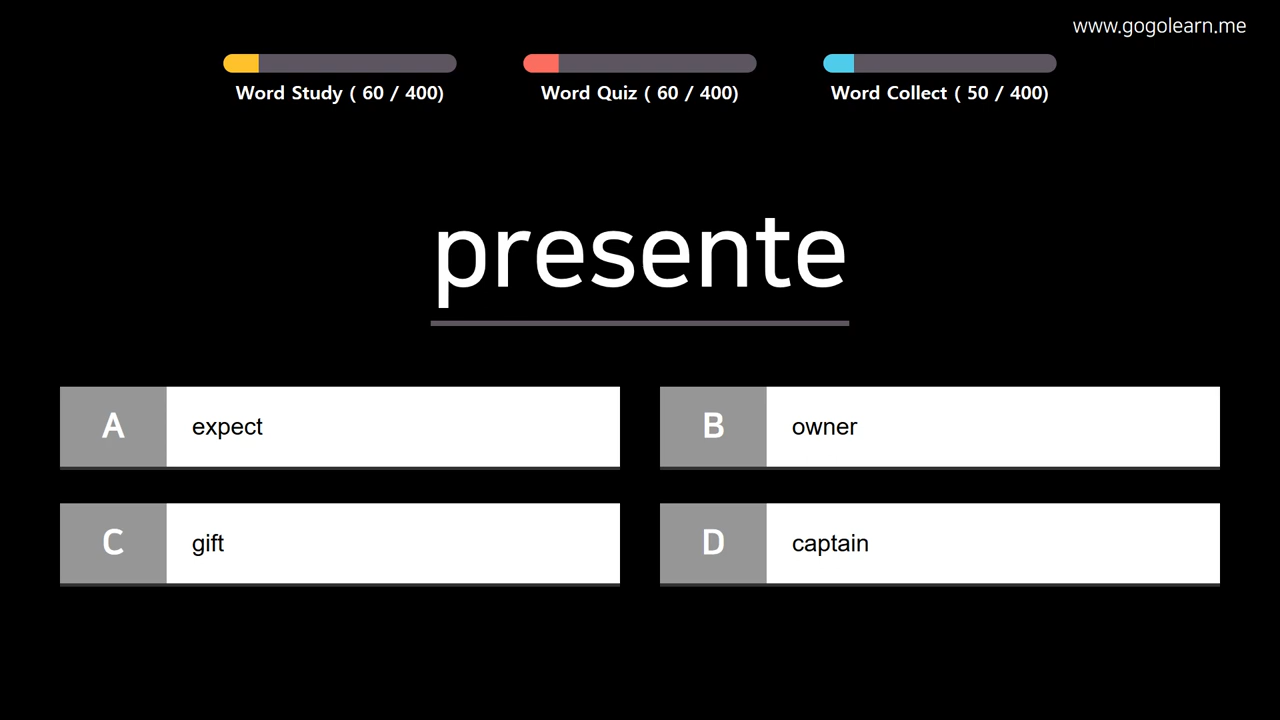 www.gogolearn.me
Word Study ( 60 / 400)
Word Quiz ( 60 / 400)
Word Collect ( 50 / 400)
presente
A expect
B owner
C gift
D captain